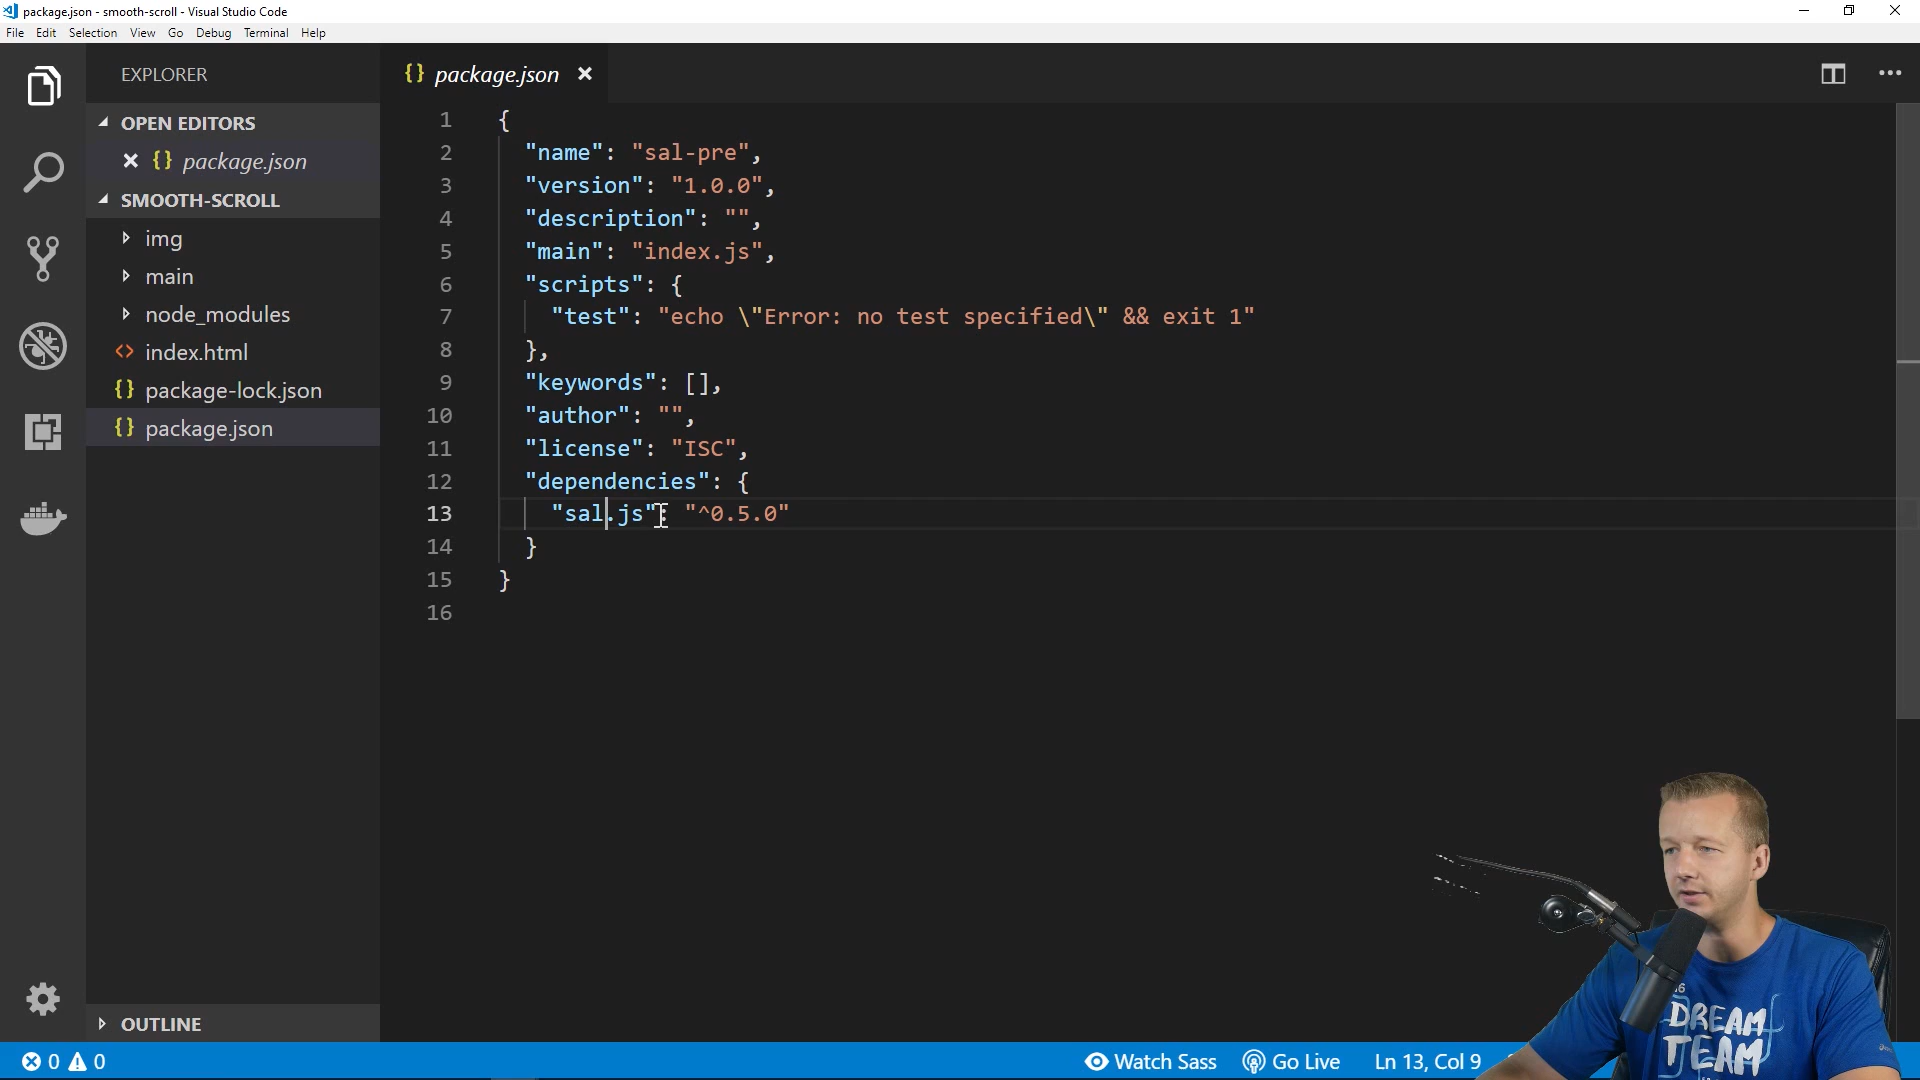 package.json - smooth-scroll - Visual Studio Code
File Edit Selection View Go Debug Terminal Help
EXPLORER
OPEN EDITORS
package.json
SMOOTH-SCROLL
img
main
node_modules
index.html
package-lock.json
package.json
OUTLINE
package.json
1 {
2 "name": "sal-pre",
3 "version": "1.0.0",
4 "description": "",
5 "main": "index.js",
6 "scripts": {
7 "test": "echo \"Error: no test specified\" && exit 1"
8 },
9 "keywords": [],
10 "author": "",
11 "license": "ISC",
12 "dependencies": {
13 "sal.js": "^0.5.0"
14 }
15 }
16
DREAM
TEAM
0 0 Watch Sass Go Live Ln 13, Col 9